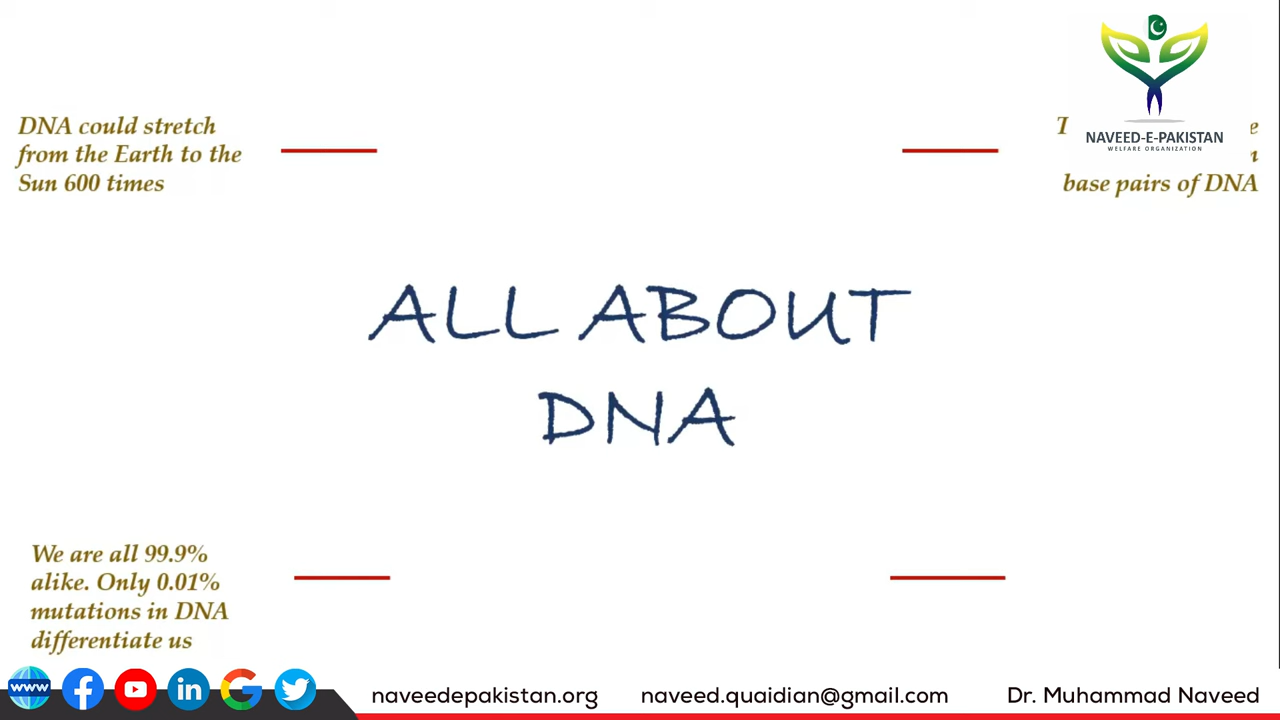 DNA could stretch
from the Earth to the
Sun 600 times
base pairs of DNA
NAVEED-E-PAKISTAN
WELFARE ORGANIZATION
ALL ABOUT
DNA
We are all 99.9%
alike. Only 0.01%
mutations in DNA
differentiate us
www
naveedepakistan.org naveed.quaidian@gmail.com Dr. Muhammad Naveed